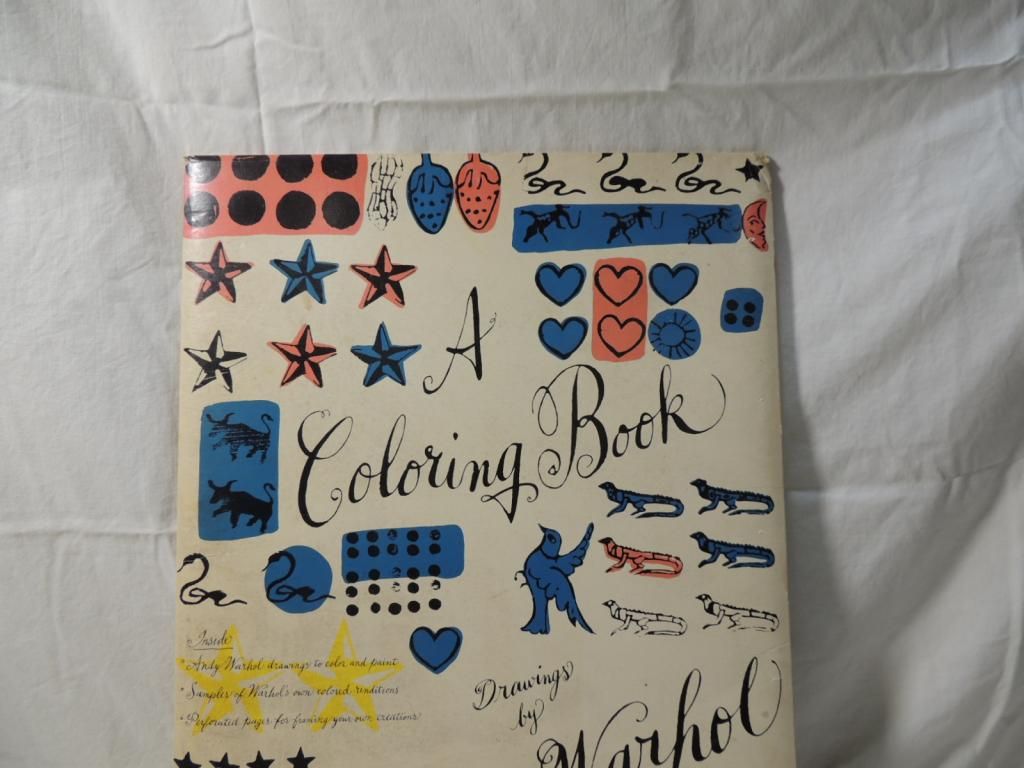 A
Coloring Book
Inside
* Andy Warhol drawings to color and paint
* Samples of Warhol's own colored renditions
* Perforated pages for framing your own creations
Drawings
by
Warhol